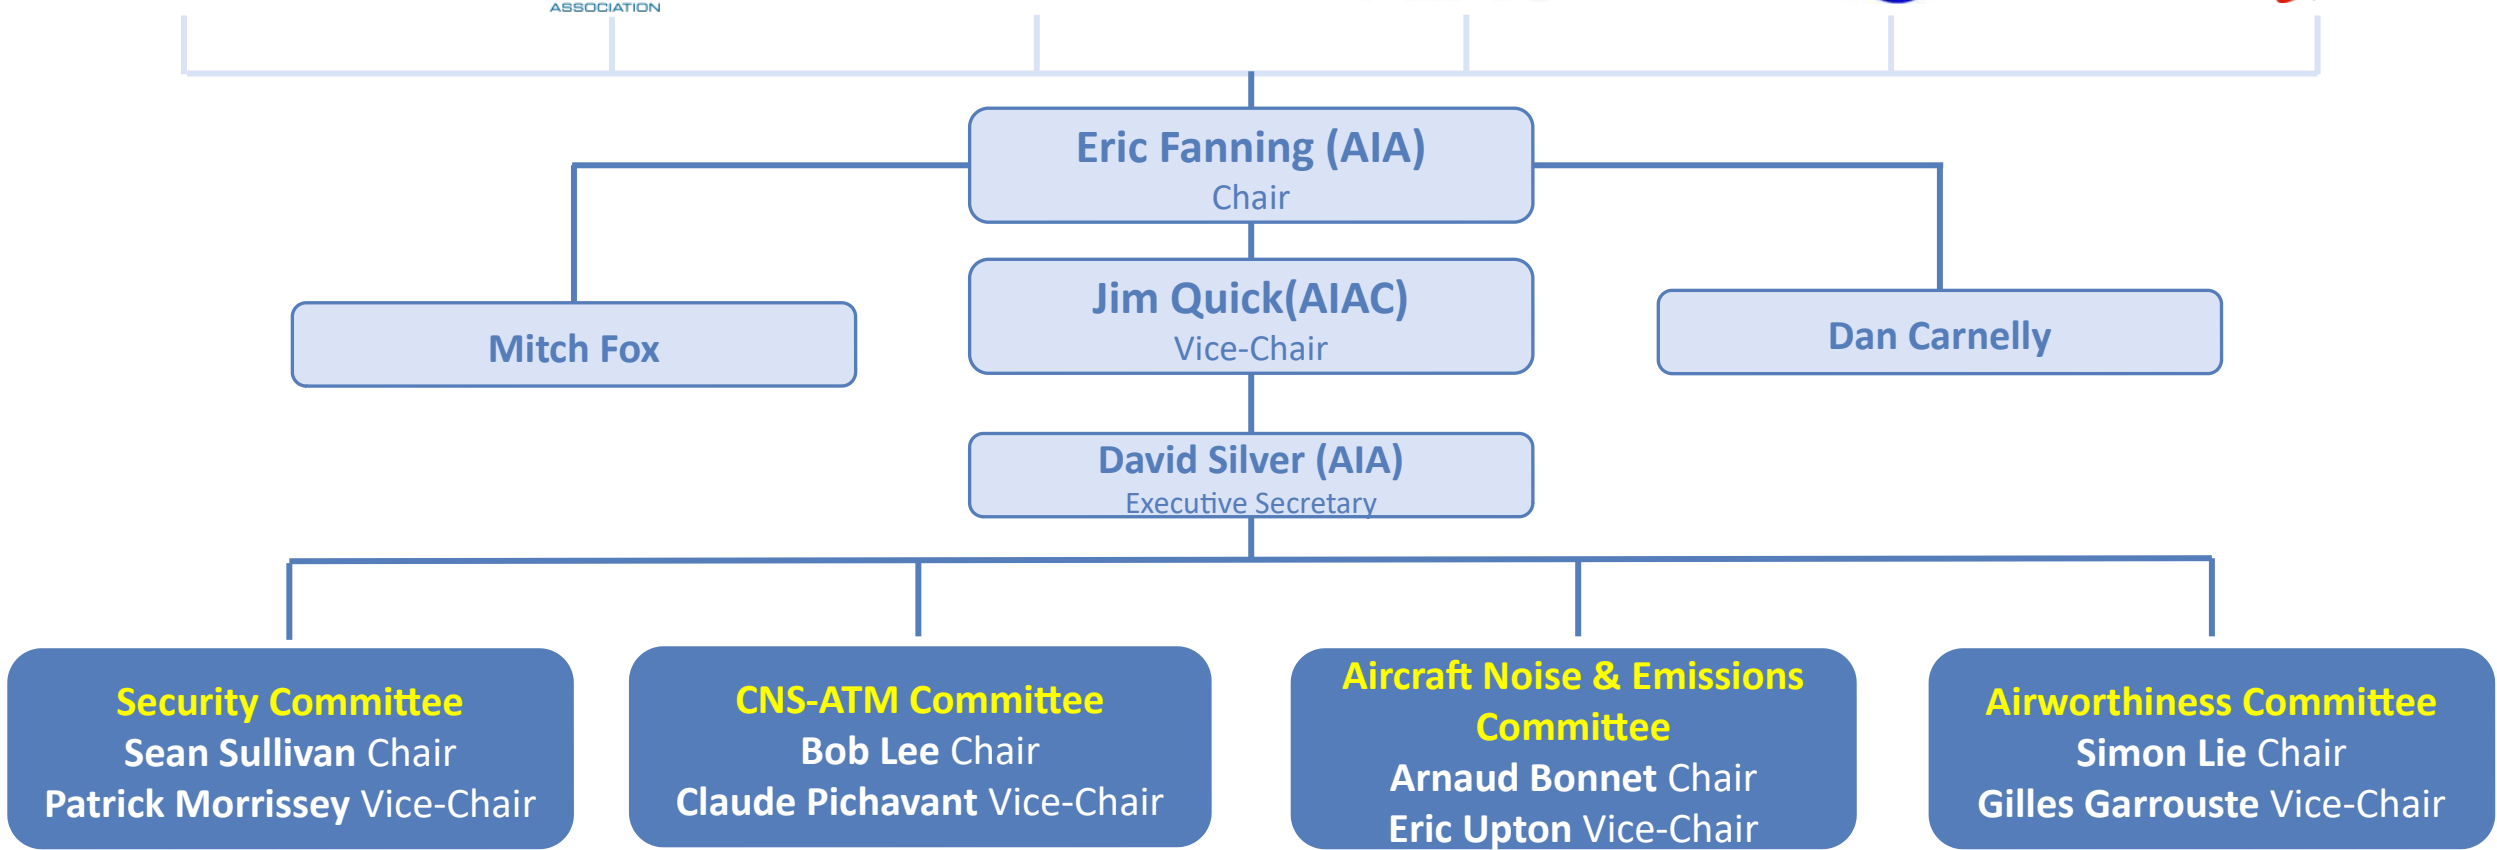 ASSOCIATION
Eric Fanning (AIA)
Chair
Jim Quick(AIAC)
Vice-Chair
Mitch Fox
Dan Carnelly
David Silver (AIA)
Executive Secretary
Security Committee
Sean Sullivan Chair
Patrick Morrissey Vice-Chair
CNS-ATM Committee
Bob Lee Chair
Claude Pichavant Vice-Chair
Aircraft Noise & Emissions
Committee
Arnaud Bonnet Chair
Eric Upton Vice-Chair
Airworthiness Committee
Simon Lie Chair
Gilles Garrouste Vice-Chair